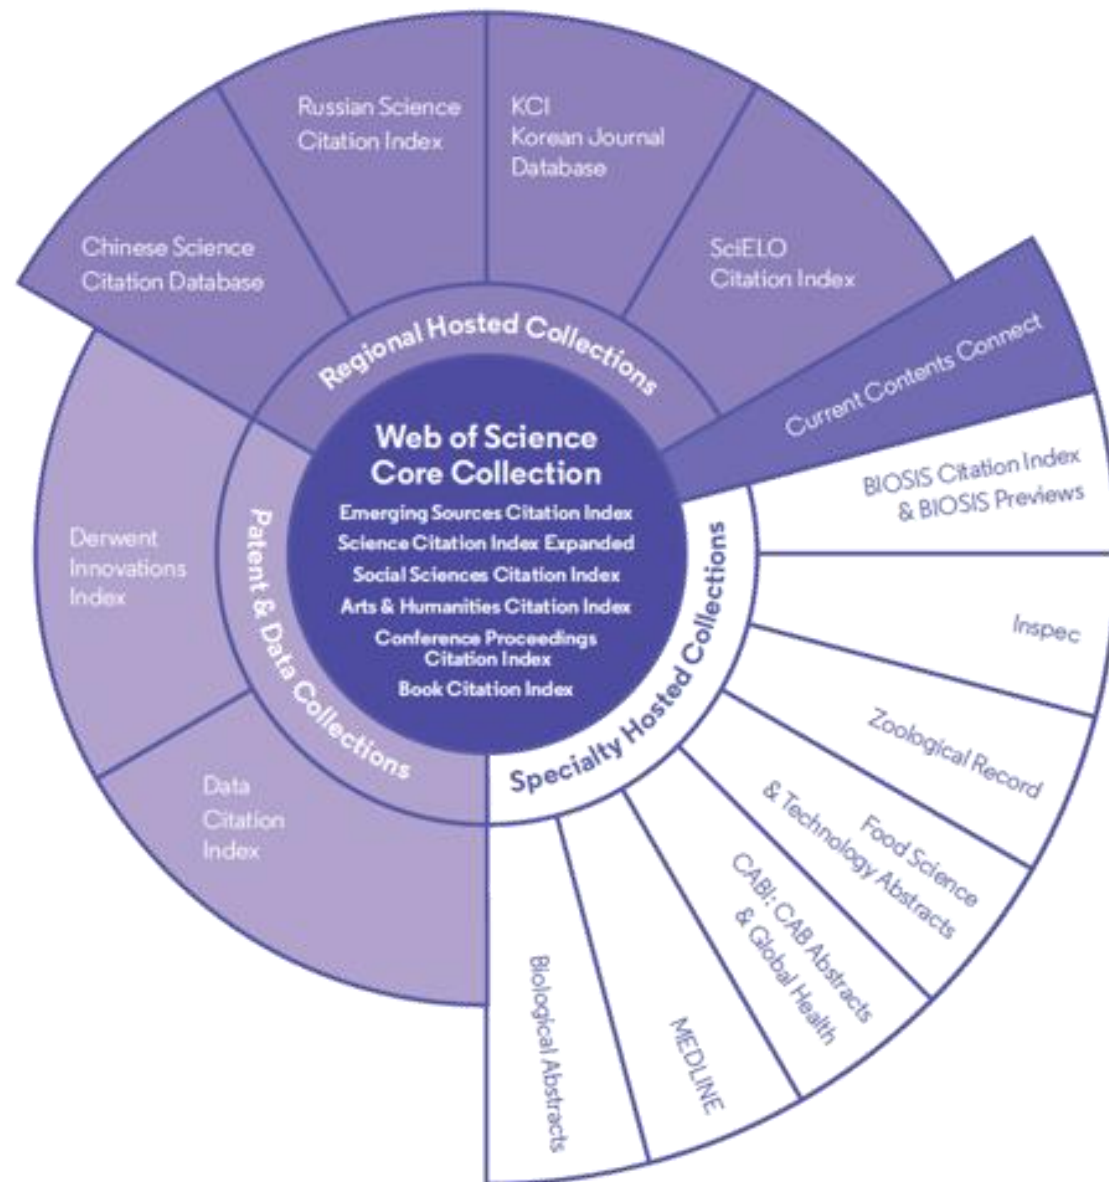 Russian Science
Citation Index
KCI
Korean Journal
Database
Chinese Science
Citation Database
SciELO
Citation Index
Regional Hosted Collections
Current Contents Connect
Web of Science
Core Collection
Emerging Sources Citation Index
Science Citation Index Expanded
Social Sciences Citation Index
Arts & Humanities Citation Index
Conference Proceedings
Citation Index
Book Citation Index
BIOSIS Citation Index
& BIOSIS Previews
Derwent
Innovations
Index
Patent & Data Collections
Specialty Hosted Collections
Inspec
Zoological Record
Food Science
& Technology Abstracts
Data
Citation
Index
CABI: CAB Abstracts
& Global Health
MEDLINE
Biological Abstracts